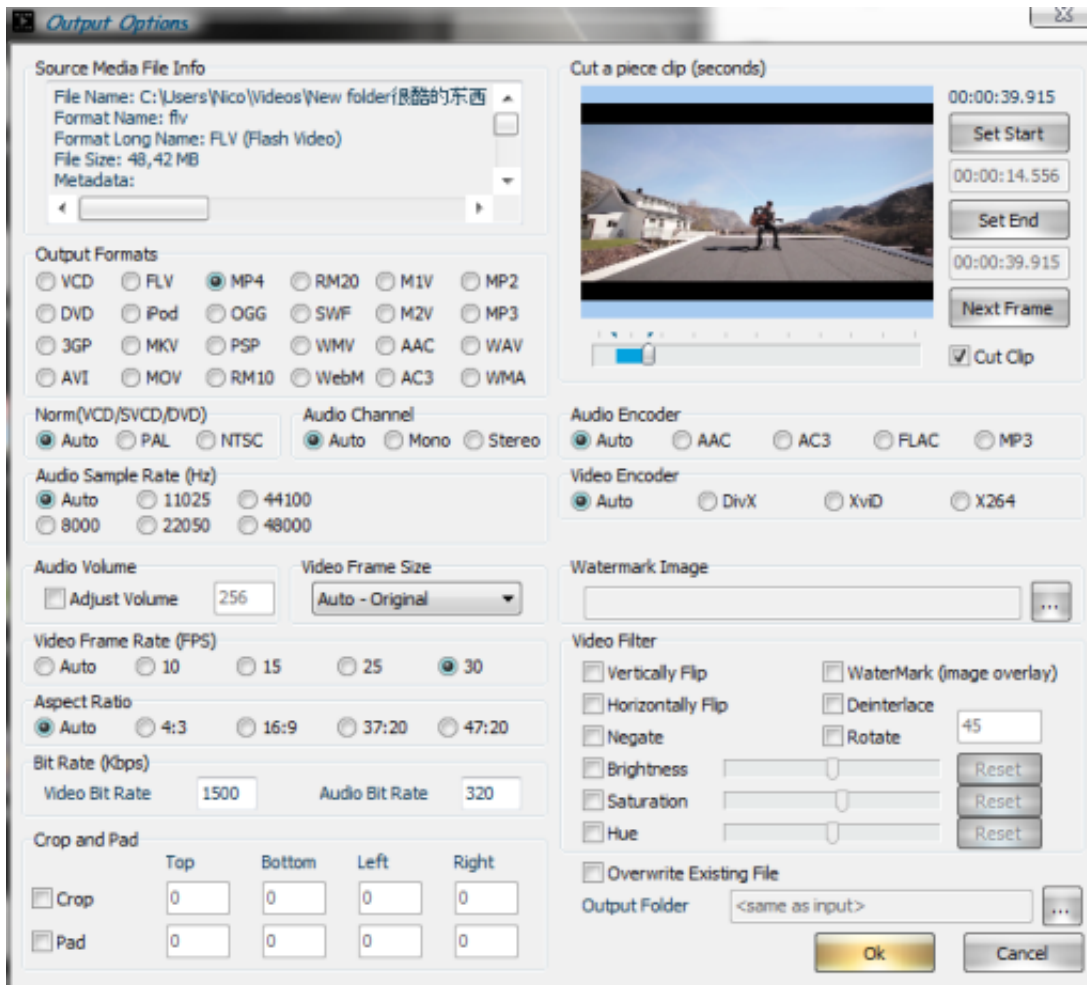 Output Options
Source Media File Info
File Name: C:\Users\Nico\Videos\New folder很酷的东西
Format Name: flv
Format Long Name: FLV (Flash Video)
File Size: 48,42 MB
Metadata:
Output Formats
VCD FLV MP4 RM20 M1V MP2
DVD iPod OGG SWF M2V MP3
3GP MKV PSP WMV AAC WAV
AVI MOV RM10 WebM AC3 WMA
Norm(VCD/SVCD/DVD)
Auto PAL NTSC
Audio Channel
Auto Mono Stereo
Audio Sample Rate (Hz)
Auto 11025 44100
8000 22050 48000
Audio Volume
Adjust Volume 256
Video Frame Size
Auto - Original
Video Frame Rate (FPS)
Auto 10 15 25 30
Aspect Ratio
Auto 4:3 16:9 37:20 47:20
Bit Rate (Kbps)
Video Bit Rate 1500 Audio Bit Rate 320
Crop and Pad
Top Bottom Left Right
Crop 0 0 0 0
Pad 0 0 0 0
Cut a piece clip (seconds)
00:00:39.915
Set Start
00:00:14.556
Set End
00:00:39.915
Next Frame
Cut Clip
Audio Encoder
Auto AAC AC3 FLAC MP3
Video Encoder
Auto DivX XviD X264
Watermark Image
...
Video Filter
Vertically Flip WaterMark (image overlay)
Horizontally Flip Deinterlace
Negate Rotate 45
Brightness Reset
Saturation Reset
Hue Reset
Overwrite Existing File
Output Folder <same as input> ...
Ok Cancel